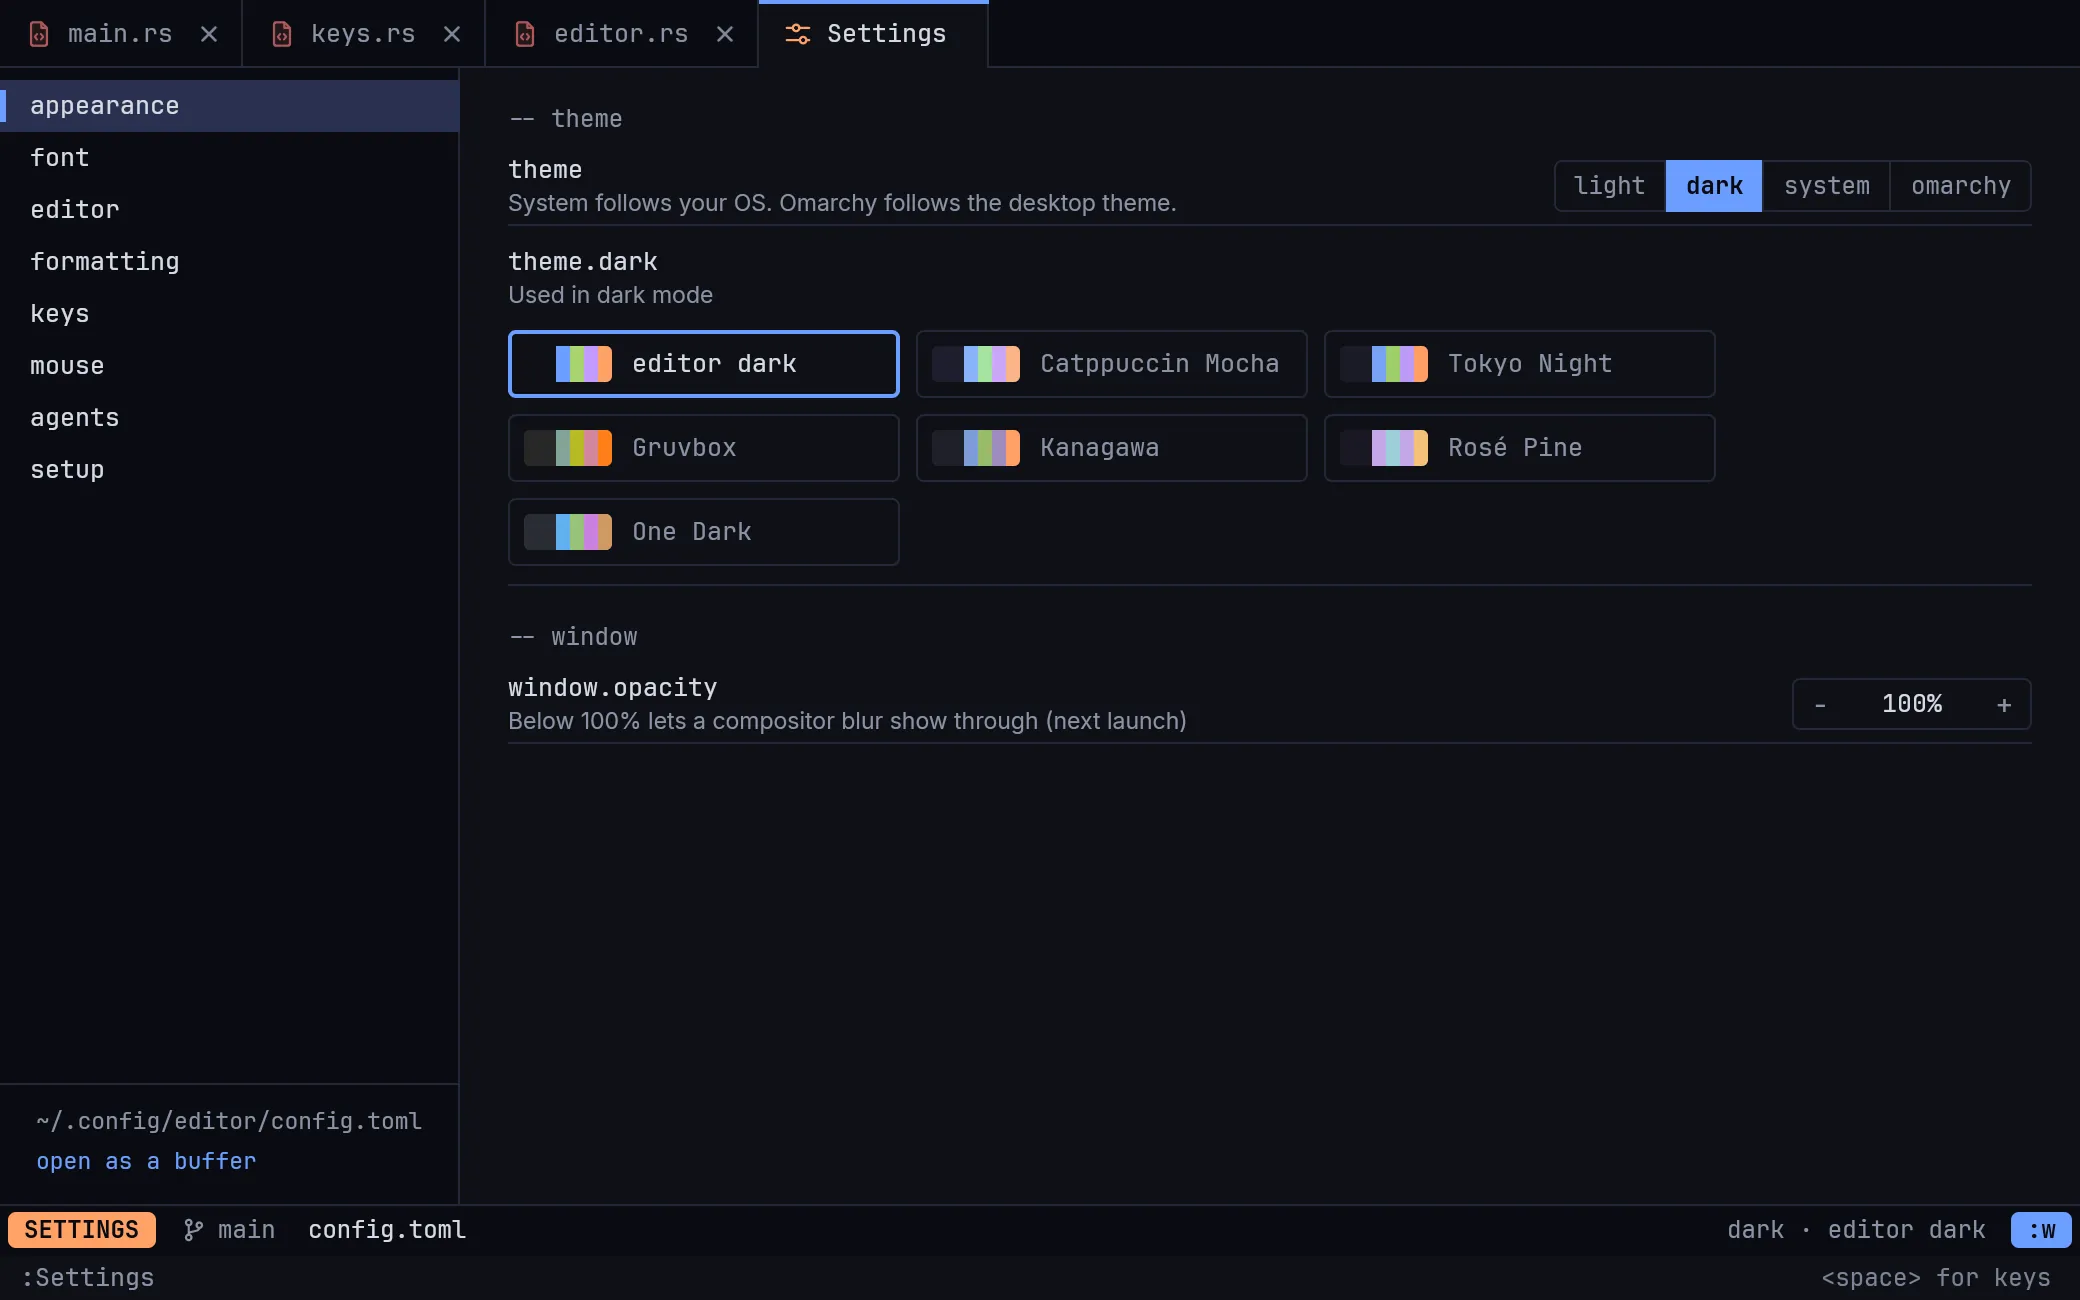 main.rs keys.rs editor.rs Settings
appearance
font
editor
formatting
keys
mouse
agents
setup
~/.config/editor/config.toml
open as a buffer
-- theme
theme
System follows your OS. Omarchy follows the desktop theme.
light dark system omarchy
theme.dark
Used in dark mode
editor dark Catppuccin Mocha Tokyo Night
Gruvbox Kanagawa Rosé Pine
One Dark
-- window
window.opacity
Below 100% lets a compositor blur show through (next launch)
- 100% +
SETTINGS main config.toml dark · editor dark :w
:Settings <space> for keys